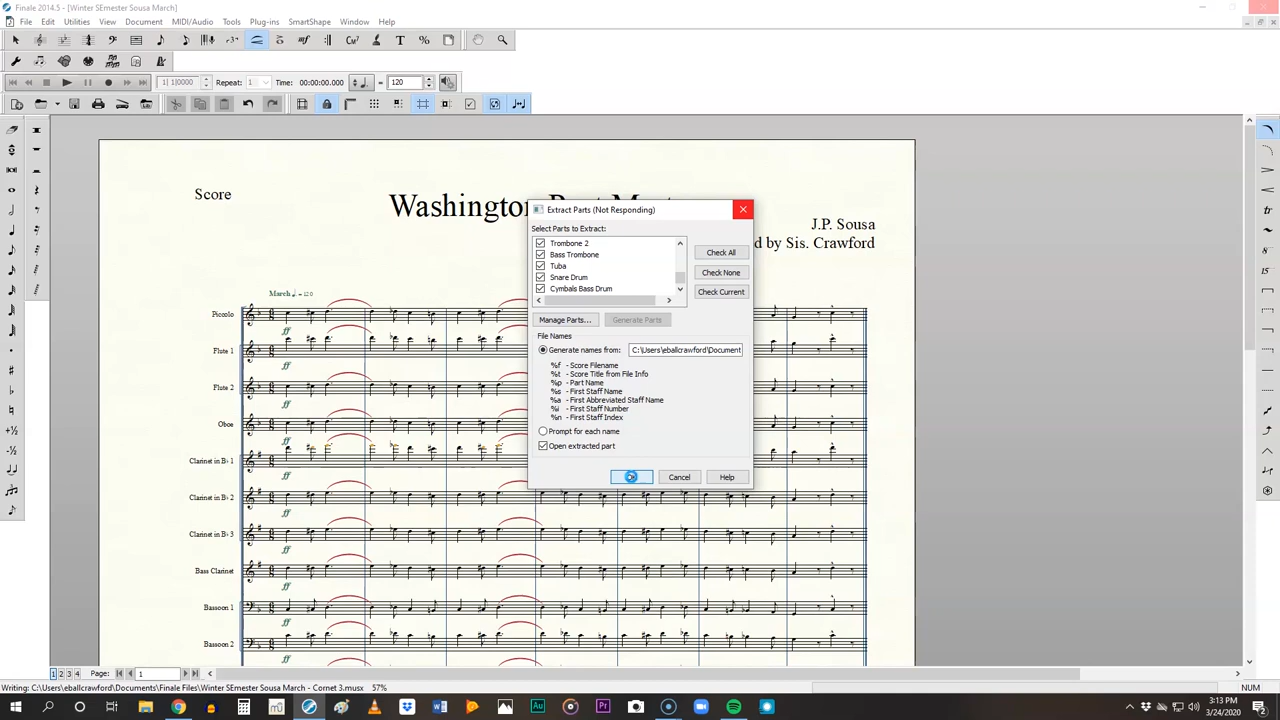 Finale 2014.5 - [Winter SEmester Sousa March]
File Edit Utilities View Document MIDI/Audio Tools Plug-ins SmartShape Window Help
Repeat: 1 Time: 00:00:00.000 = 120
Score
Washington
J.P. Sousa
d by Sis. Crawford
March
Piccolo
Flute 1
Flute 2
Oboe
Clarinet in B♭ 1
Clarinet in B♭ 2
Clarinet in B♭ 3
Bass Clarinet
Bassoon 1
Bassoon 2
Extract Parts (Not Responding)
Select Parts to Extract:
Trombone 2
Bass Trombone
Tuba
Snare Drum
Cymbals Bass Drum
Check All
Check None
Check Current
Manage Parts...
Generate Parts
File Names
Generate names from: C:\Users\eballcrawford\Document
%f - Score Filename
%t - Score Title from File Info
%p - Part Name
%s - First Staff Name
%a - First Abbreviated Staff Name
%i - First Staff Number
%n - First Staff Index
Prompt for each name
Open extracted part
Cancel
Help
1 2 3 4 Page: 1
Writing: C:\Users\eballcrawford\Documents\Finale Files\Winter SEmester Sousa March - Cornet 3.musx 57%
NUM
3:13 PM
3/24/2020